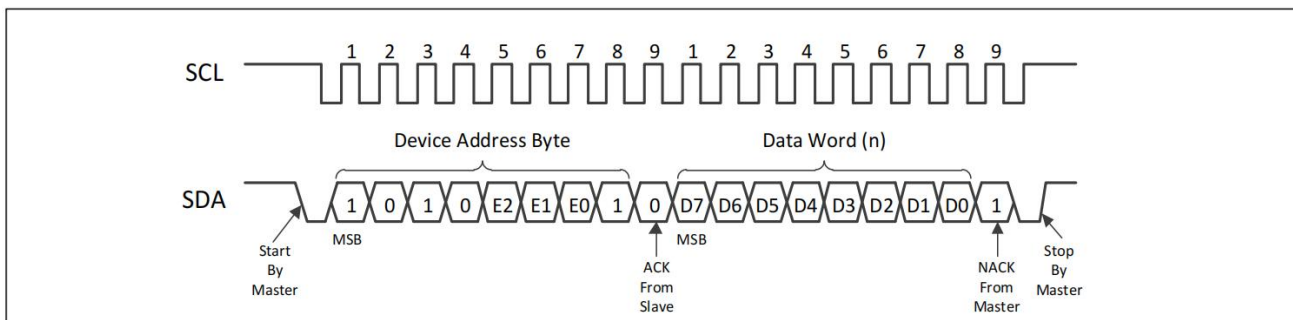 1 2 3 4 5 6 7 8 9 1 2 3 4 5 6 7 8 9
SCL
Device Address Byte Data Word (n)
SDA 1 0 1 0 E2 E1 E0 1 0 D7 D6 D5 D4 D3 D2 D1 D0 1
MSB MSB
Start
By
Master
ACK
From
Slave
NACK
From
Master
Stop
By
Master